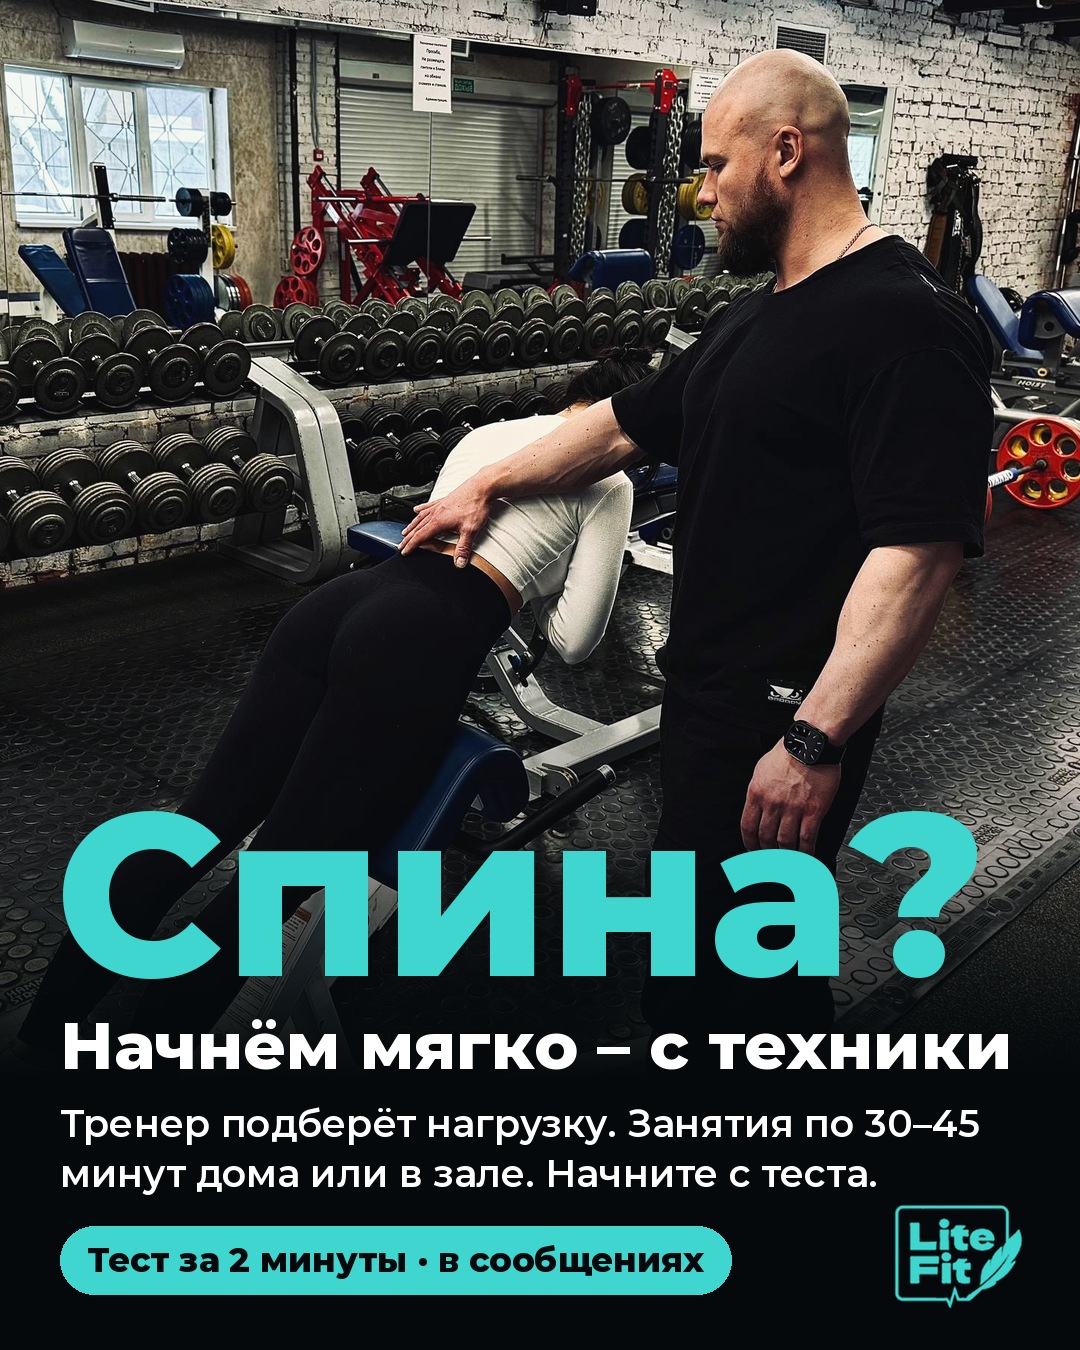 HOIST
Спина?
Начнём мягко – с техники
Тренер подберёт нагрузку. Занятия по 30–45
минут дома или в зале. Начните с теста.
Тест за 2 минуты • в сообщениях
Lite
Fit